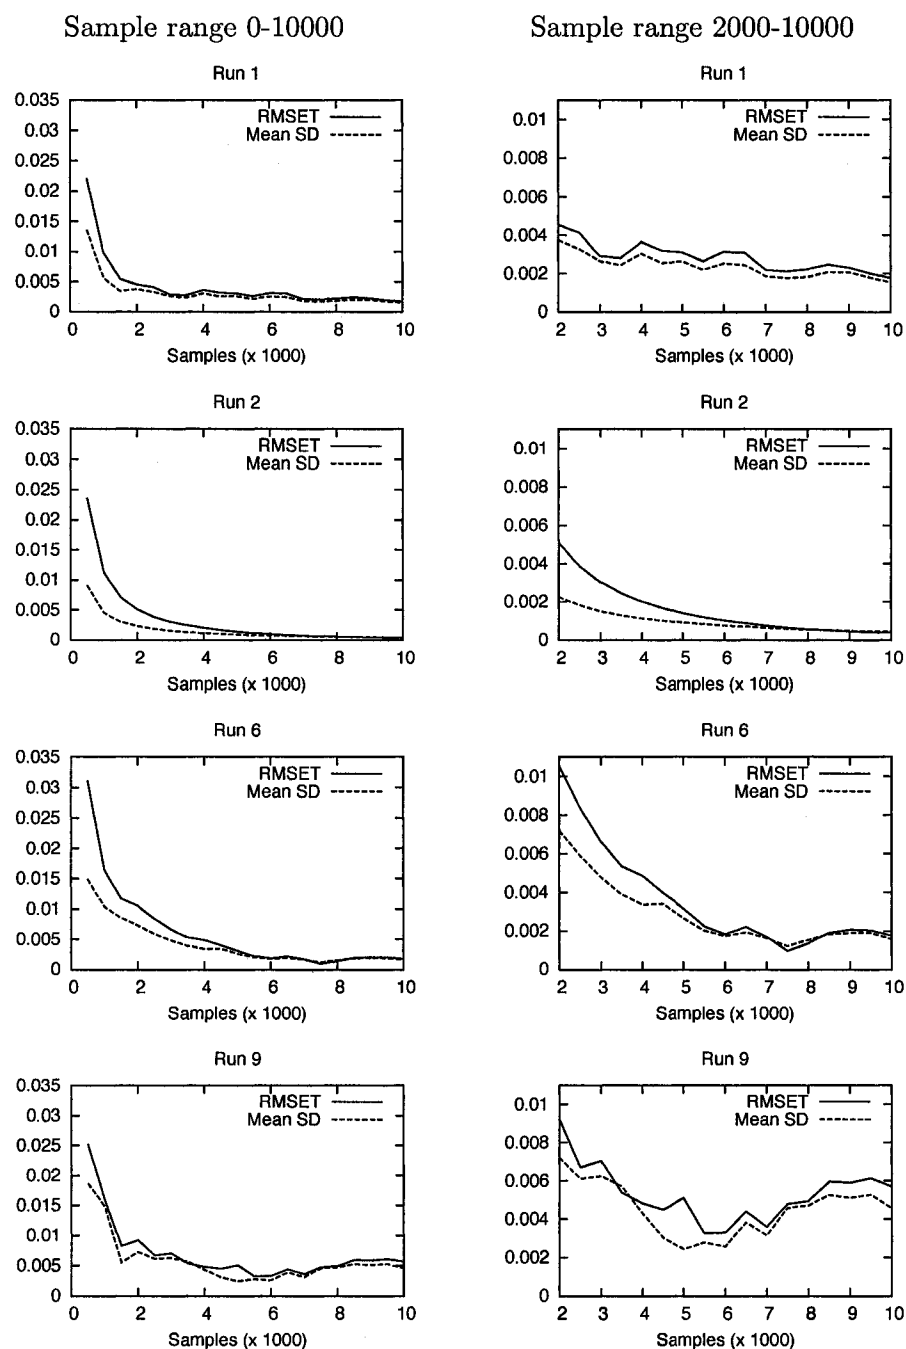 Sample range 0-10000
Sample range 2000-10000
Run 1
0.035
0.03
0.025
0.02
0.015
0.01
0.005
0
RMSET
Mean SD
0 2 4 6 8 10
Samples (x 1000)
Run 1
0.01
0.008
0.006
0.004
0.002
0
RMSET
Mean SD
2 3 4 5 6 7 8 9 10
Samples (x 1000)
Run 2
0.035
0.03
0.025
0.02
0.015
0.01
0.005
0
RMSET
Mean SD
0 2 4 6 8 10
Samples (x 1000)
Run 2
0.01
0.008
0.006
0.004
0.002
0
RMSET
Mean SD
2 3 4 5 6 7 8 9 10
Samples (x 1000)
Run 6
0.035
0.03
0.025
0.02
0.015
0.01
0.005
0
RMSET
Mean SD
0 2 4 6 8 10
Samples (x 1000)
Run 6
0.01
0.008
0.006
0.004
0.002
0
RMSET
Mean SD
2 3 4 5 6 7 8 9 10
Samples (x 1000)
Run 9
0.035
0.03
0.025
0.02
0.015
0.01
0.005
0
RMSET
Mean SD
0 2 4 6 8 10
Samples (x 1000)
Run 9
0.01
0.008
0.006
0.004
0.002
0
RMSET
Mean SD
2 3 4 5 6 7 8 9 10
Samples (x 1000)